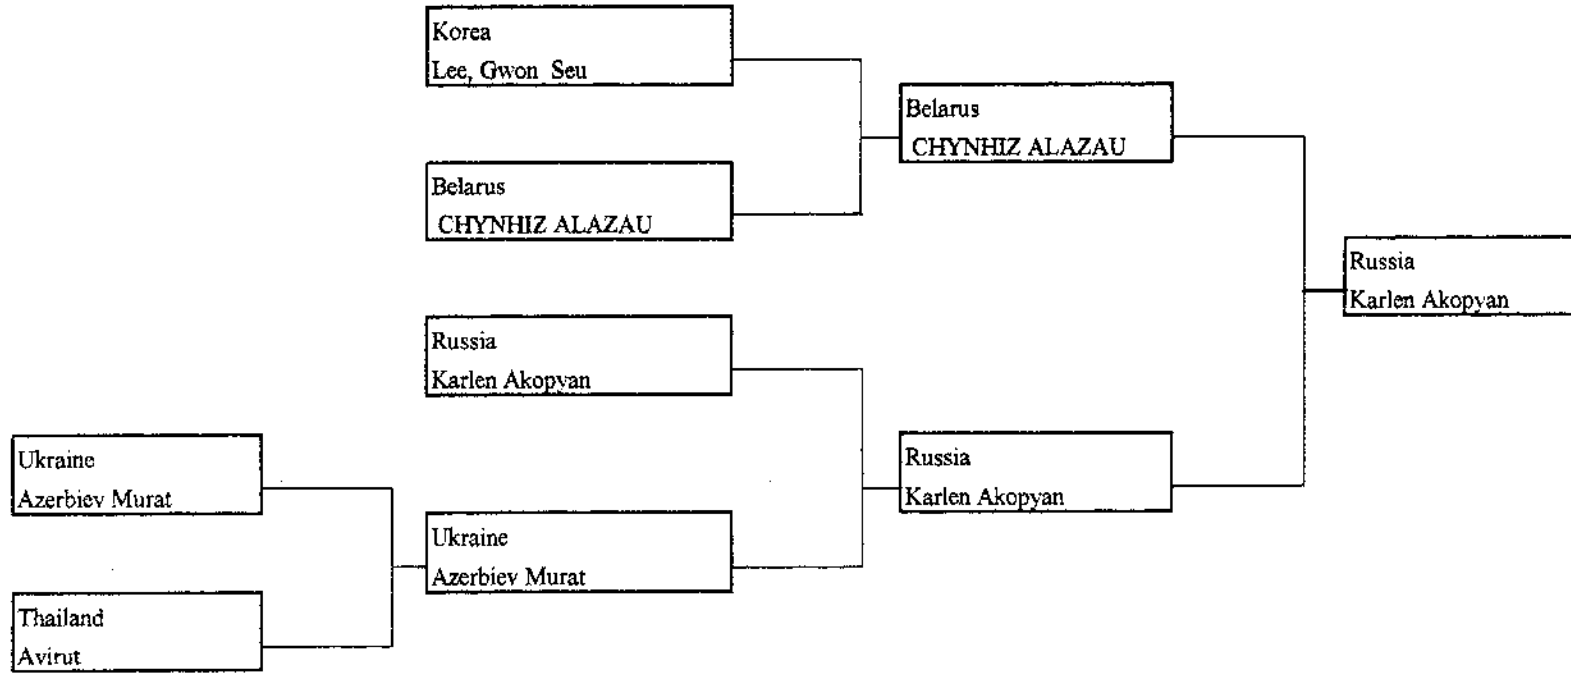 Korea
Lee, Gwon Seu
Belarus
CHYNHIZ ALAZAU
Belarus
CHYNHIZ ALAZAU
Russia
Karlen Akopyan
Russia
Karlen Akopyan
Ukraine
Azerbiev Murat
Russia
Karlen Akopyan
Ukraine
Azerbiev Murat
Thailand
Avirut